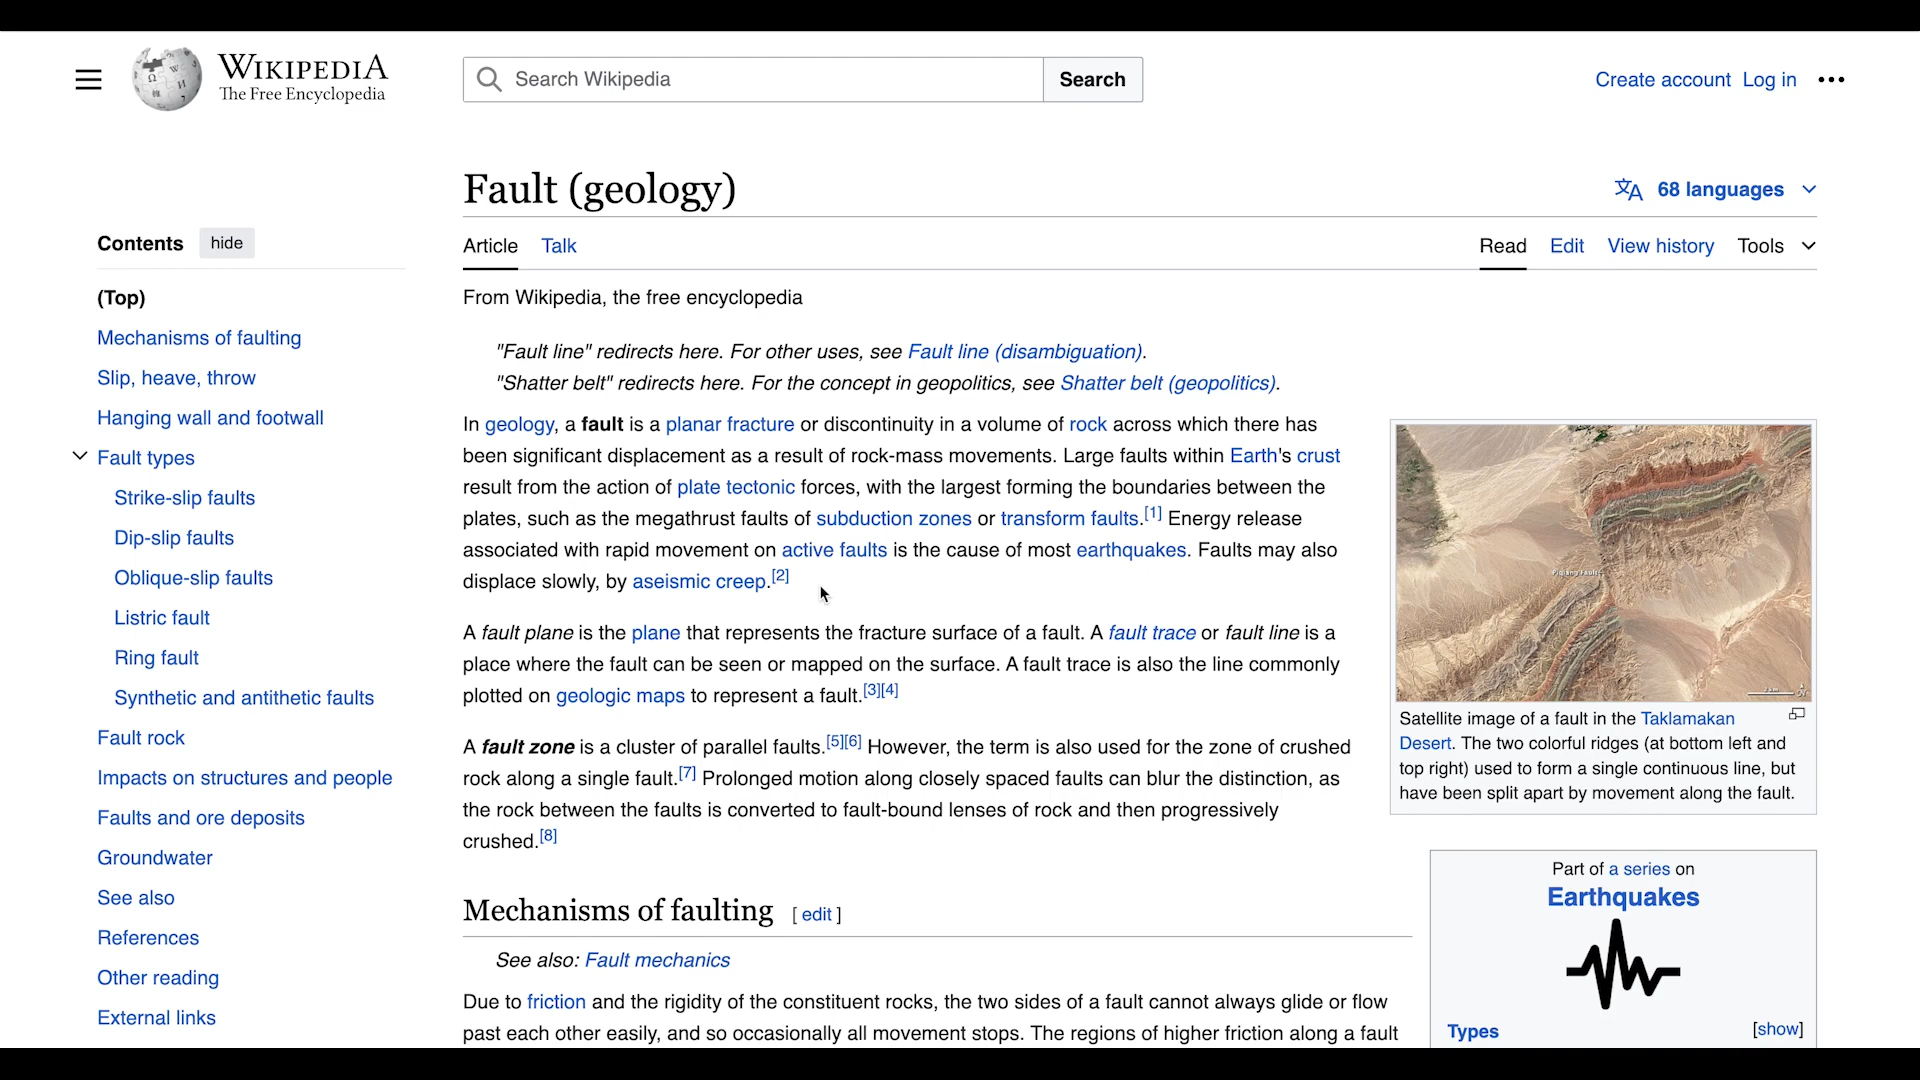 WIKIPEDIA
The Free Encyclopedia
Search Wikipedia
Search
Create account
Log in
Fault (geology)
68 languages
Contents
hide
Article
Talk
Read
Edit
View history
Tools
(Top)
Mechanisms of faulting
Slip, heave, throw
Hanging wall and footwall
Fault types
Strike-slip faults
Dip-slip faults
Oblique-slip faults
Listric fault
Ring fault
Synthetic and antithetic faults
Fault rock
Impacts on structures and people
Faults and ore deposits
Groundwater
See also
References
Other reading
External links
From Wikipedia, the free encyclopedia
"Fault line" redirects here. For other uses, see Fault line (disambiguation).
"Shatter belt" redirects here. For the concept in geopolitics, see Shatter belt (geopolitics).
In geology, a fault is a planar fracture or discontinuity in a volume of rock across which there has
been significant displacement as a result of rock-mass movements. Large faults within Earth's crust
result from the action of plate tectonic forces, with the largest forming the boundaries between the
plates, such as the megathrust faults of subduction zones or transform faults.[1] Energy release
associated with rapid movement on active faults is the cause of most earthquakes. Faults may also
displace slowly, by aseismic creep.[2]
A fault plane is the plane that represents the fracture surface of a fault. A fault trace or fault line is a
place where the fault can be seen or mapped on the surface. A fault trace is also the line commonly
plotted on geologic maps to represent a fault.[3][4]
A fault zone is a cluster of parallel faults.[5][6] However, the term is also used for the zone of crushed
rock along a single fault.[7] Prolonged motion along closely spaced faults can blur the distinction, as
the rock between the faults is converted to fault-bound lenses of rock and then progressively
crushed.[8]
Mechanisms of faulting [ edit ]
See also: Fault mechanics
Due to friction and the rigidity of the constituent rocks, the two sides of a fault cannot always glide or flow
past each other easily, and so occasionally all movement stops. The regions of higher friction along a fault
Piqiang Fault
Satellite image of a fault in the Taklamakan
Desert. The two colorful ridges (at bottom left and
top right) used to form a single continuous line, but
have been split apart by movement along the fault.
Part of a series on
Earthquakes
Types
[show]